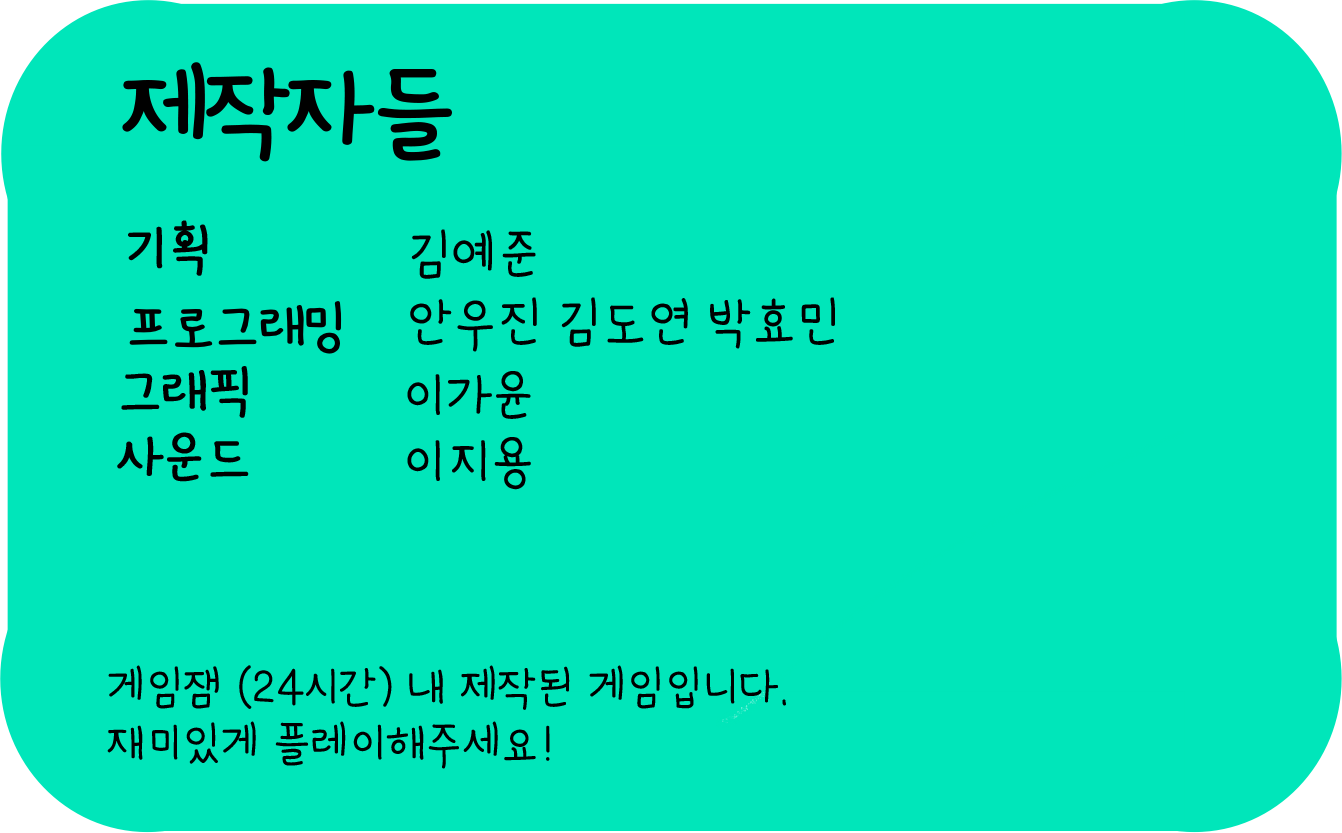 제작자들
기획 김예준
프로그래밍 안우진 김도연 박효민
그래픽 이가윤
사운드 이지용
게임잼 (24시간) 내 제작된 게임입니다.
재미있게 플레이해주세요!